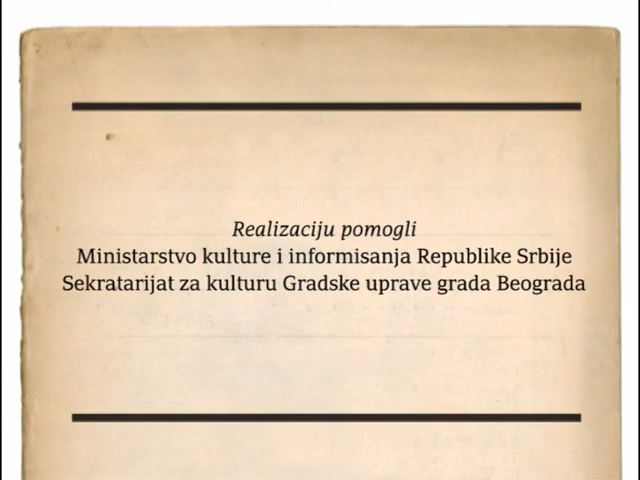 Realizaciju pomogli
Ministarstvo kulture i informisanja Republike Srbije
Sekratarijat za kulturu Gradske uprave grada Beograda